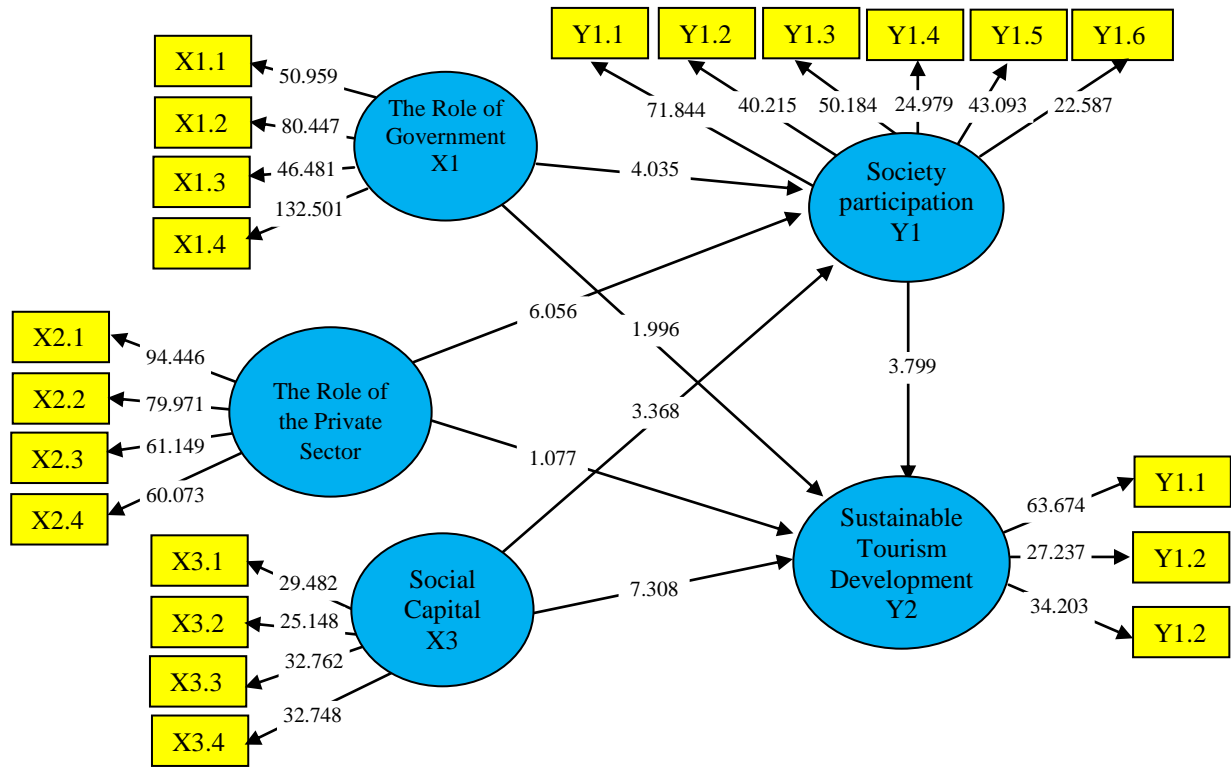 Y1.1
Y1.2
Y1.3
Y1.4
Y1.5
Y1.6
71.844
40.215
50.184
24.979
43.093
22.587
X1.1
X1.2
X1.3
X1.4
50.959
80.447
46.481
132.501
The Role of
Government
X1
4.035
Society
participation
Y1
6.056
1.996
3.368
3.799
X2.1
X2.2
X2.3
X2.4
94.446
79.971
61.149
60.073
The Role of
the Private
Sector
1.077
X3.1
X3.2
X3.3
X3.4
29.482
25.148
32.762
32.748
Social
Capital
X3
7.308
Sustainable
Tourism
Development
Y2
63.674
27.237
34.203
Y1.1
Y1.2
Y1.2